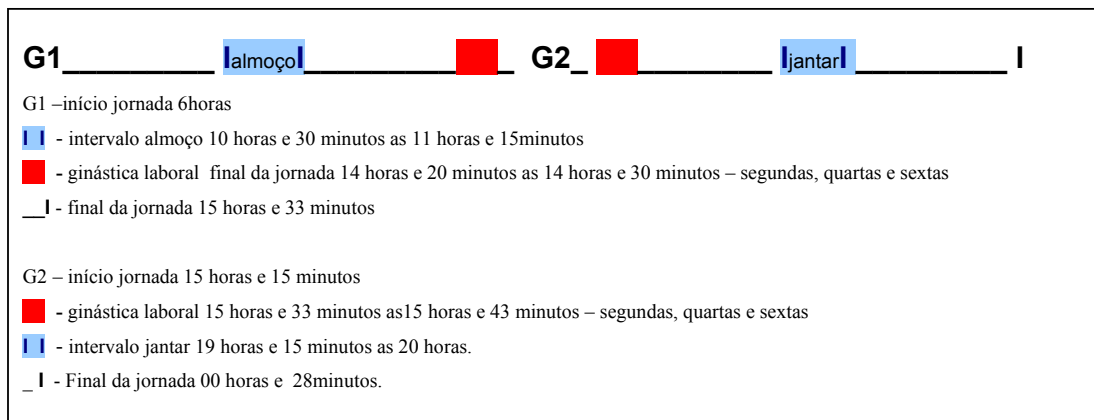 G1__________ IalmoçoI__________ _ G2_ _________ IjantarI__________ I
G1 –início jornada 6horas
I I - intervalo almoço 10 horas e 30 minutos as 11 horas e 15minutos
- ginástica laboral final da jornada 14 horas e 20 minutos as 14 horas e 30 minutos – segundas, quartas e sextas
__I - final da jornada 15 horas e 33 minutos
G2 – início jornada 15 horas e 15 minutos
- ginástica laboral 15 horas e 33 minutos as15 horas e 43 minutos – segundas, quartas e sextas
I I - intervalo jantar 19 horas e 15 minutos as 20 horas.
_ I - Final da jornada 00 horas e 28minutos.